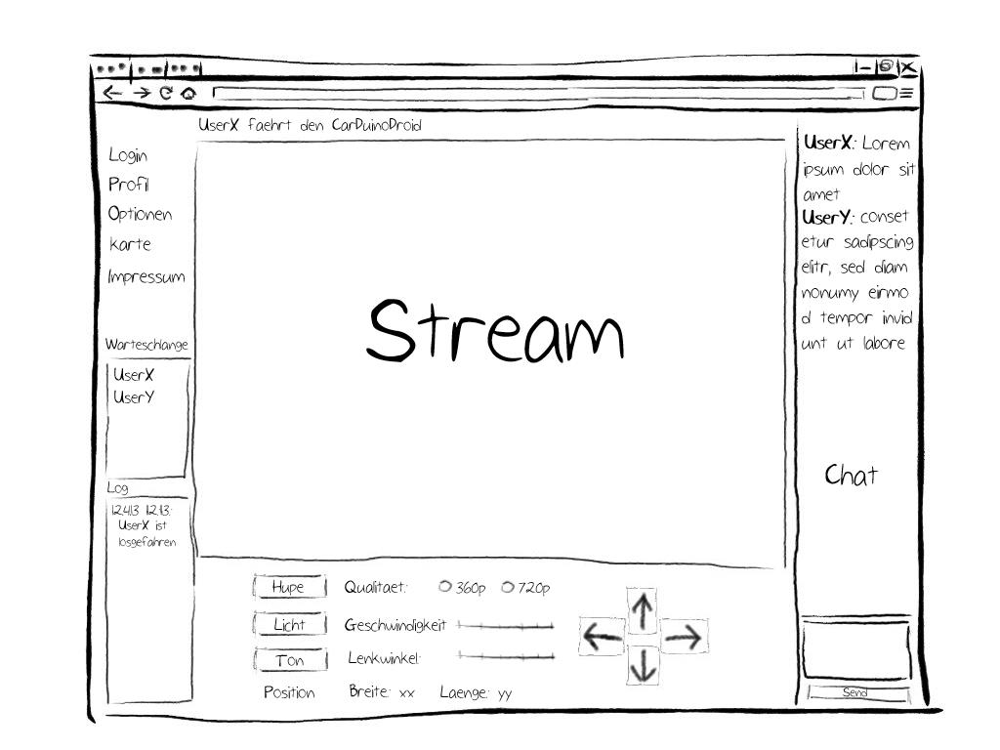 UserX faehrt den CarDuinoDroid
Login
Profil
Optionen
karte
Impressum
Warteschlange
UserX
UserY
Log
12.4.13 12:13:
UserX ist
losgefahren
Stream
Hupe
Licht
Ton
Position
Qualitaet: 360p 720p
Geschwindigkeit
Lenkwinkel:
Breite: xx Laenge: yy
UserX: Lorem
ipsum dolor sit
amet
UserY: conset
etur sadipscing
elitr, sed diam
nonumy eirmo
d tempor invid
unt ut labore
Chat
Send